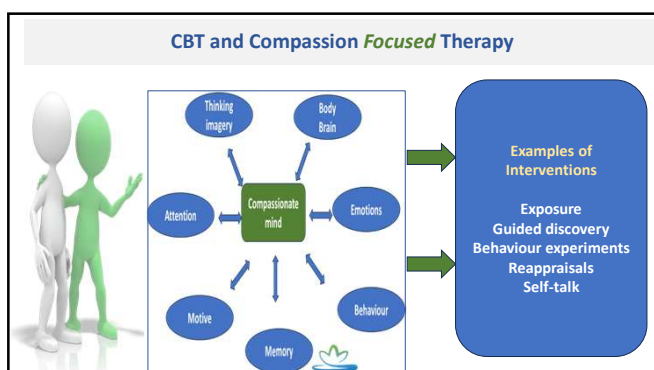 CBT and Compassion Focused Therapy
Thinking
imagery
Body
Brain
Attention
Compassionate
mind
Emotions
Motive
Memory
Behaviour
Examples of
Interventions
Exposure
Guided discovery
Behaviour experiments
Reappraisals
Self-talk